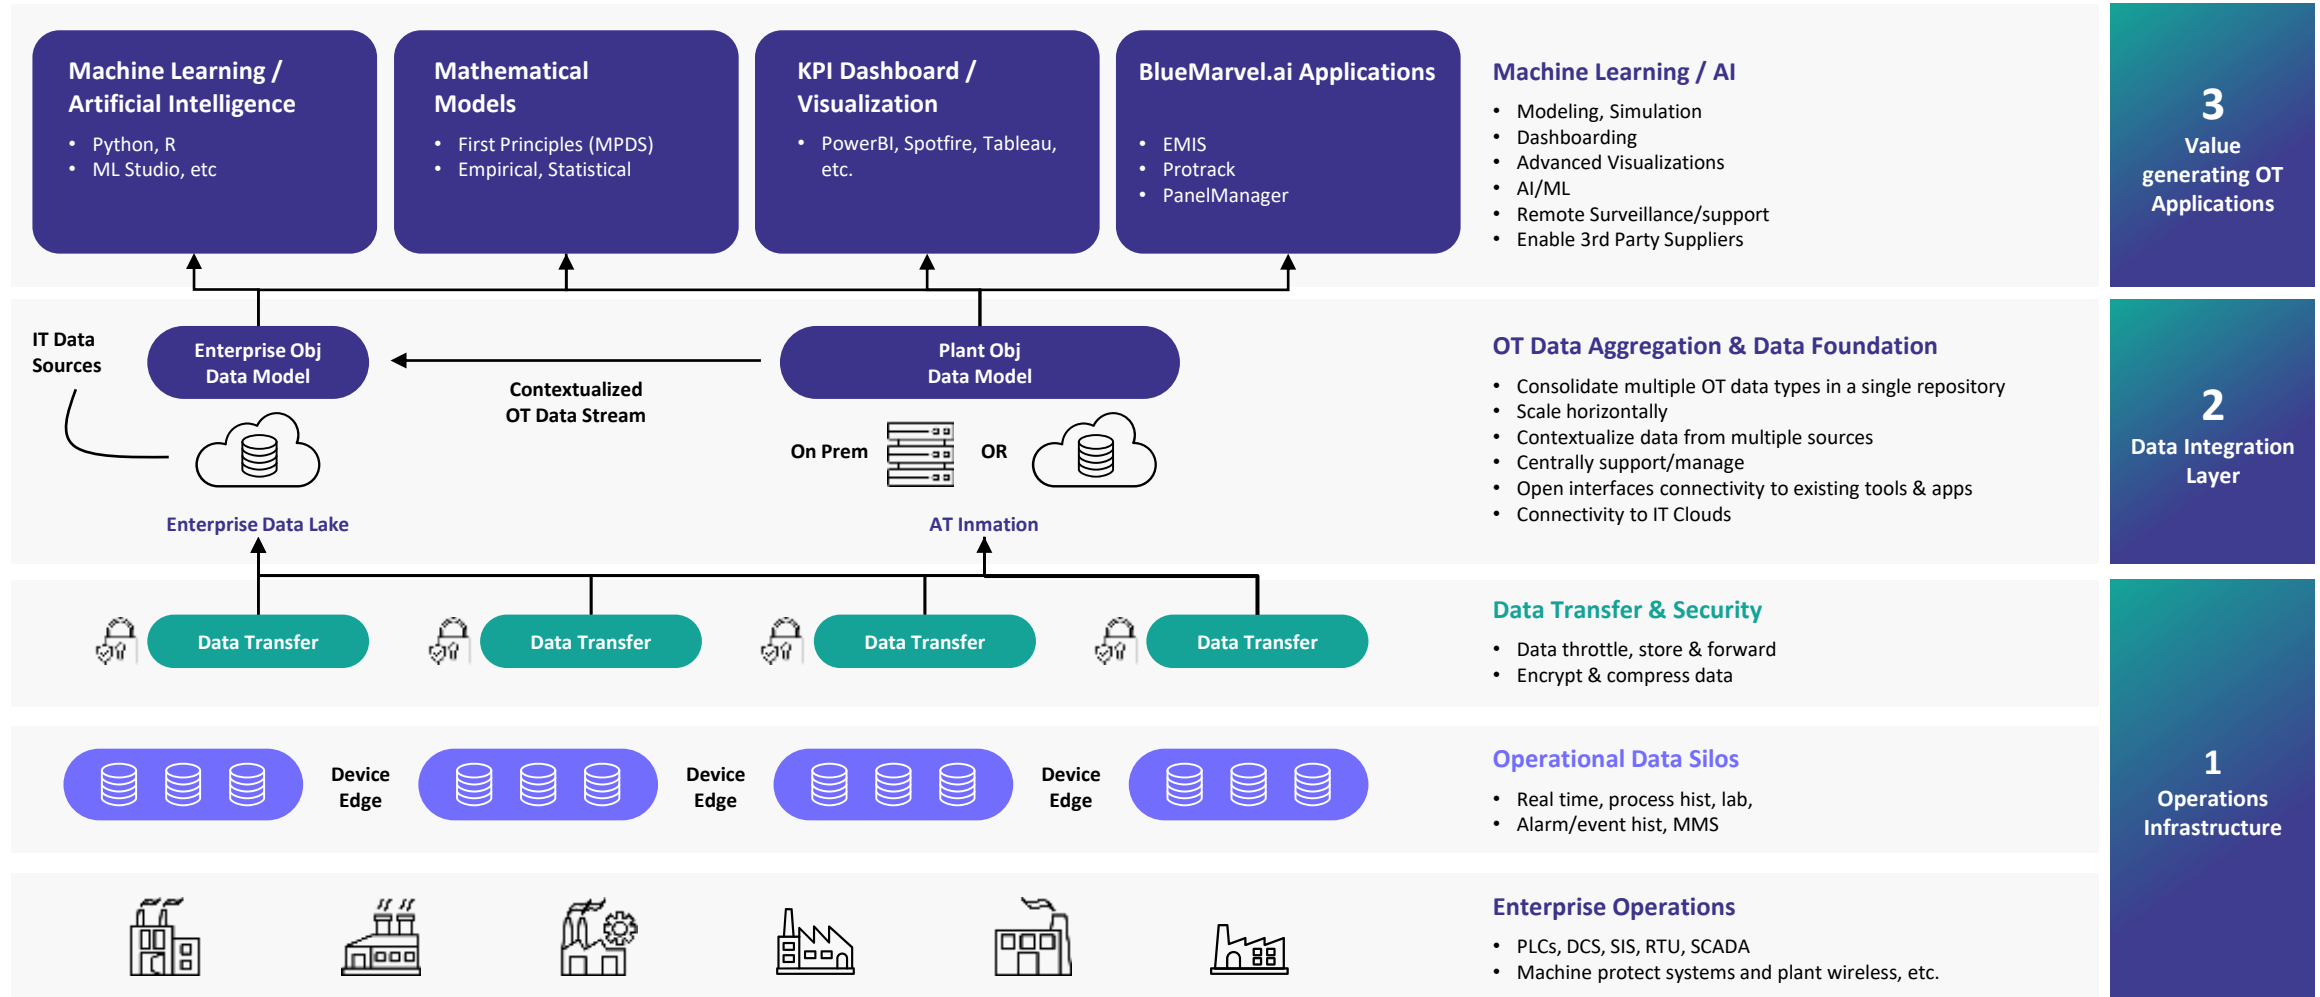 Machine Learning /
Artificial Intelligence
• Python, R
• ML Studio, etc
Mathematical
Models
• First Principles (MPDS)
• Empirical, Statistical
KPI Dashboard /
Visualization
• PowerBI, Spotfire, Tableau,
etc.
BlueMarvel.ai Applications
• EMIS
• Protrack
• PanelManager
Machine Learning / AI
• Modeling, Simulation
• Dashboarding
• Advanced Visualizations
• AI/ML
• Remote Surveillance/support
• Enable 3rd Party Suppliers
3
Value
generating OT
Applications
IT Data
Sources
Enterprise Obj
Data Model
Contextualized
OT Data Stream
Plant Obj
Data Model
On Prem
OR
Enterprise Data Lake
AT Inmation
OT Data Aggregation & Data Foundation
• Consolidate multiple OT data types in a single repository
• Scale horizontally
• Contextualize data from multiple sources
• Centrally support/manage
• Open interfaces connectivity to existing tools & apps
• Connectivity to IT Clouds
2
Data Integration
Layer
Data Transfer
Data Transfer
Data Transfer
Data Transfer
Data Transfer & Security
• Data throttle, store & forward
• Encrypt & compress data
Device
Edge
Device
Edge
Device
Edge
Operational Data Silos
• Real time, process hist, lab,
• Alarm/event hist, MMS
1
Operations
Infrastructure
Enterprise Operations
• PLCs, DCS, SIS, RTU, SCADA
• Machine protect systems and plant wireless, etc.